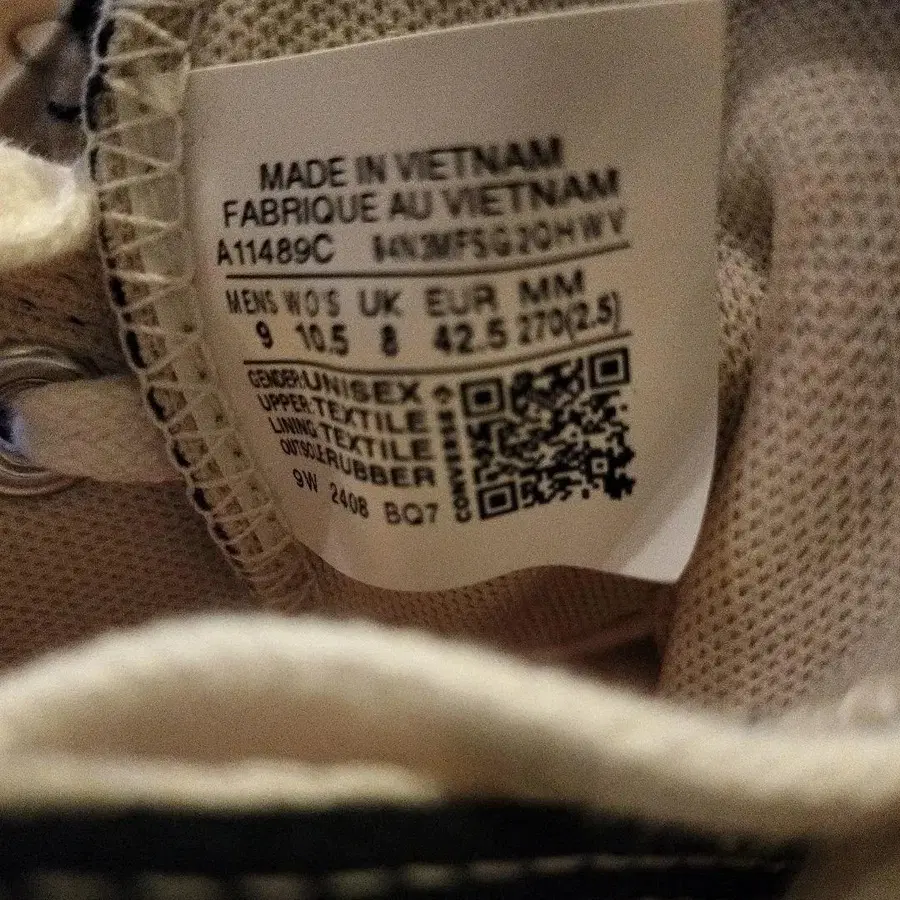 MADE IN VIETNAM
FABRIQUE AU VIETNAM
A11489C
MENS WO'S UK EUR MM
9 10.5 8 42.5 270(2.5)
GENDER:UNISEX
UPPER:TEXTILE
LINING:TEXTILE
OUTSOLE:RUBBER
9W 2408 BQ7